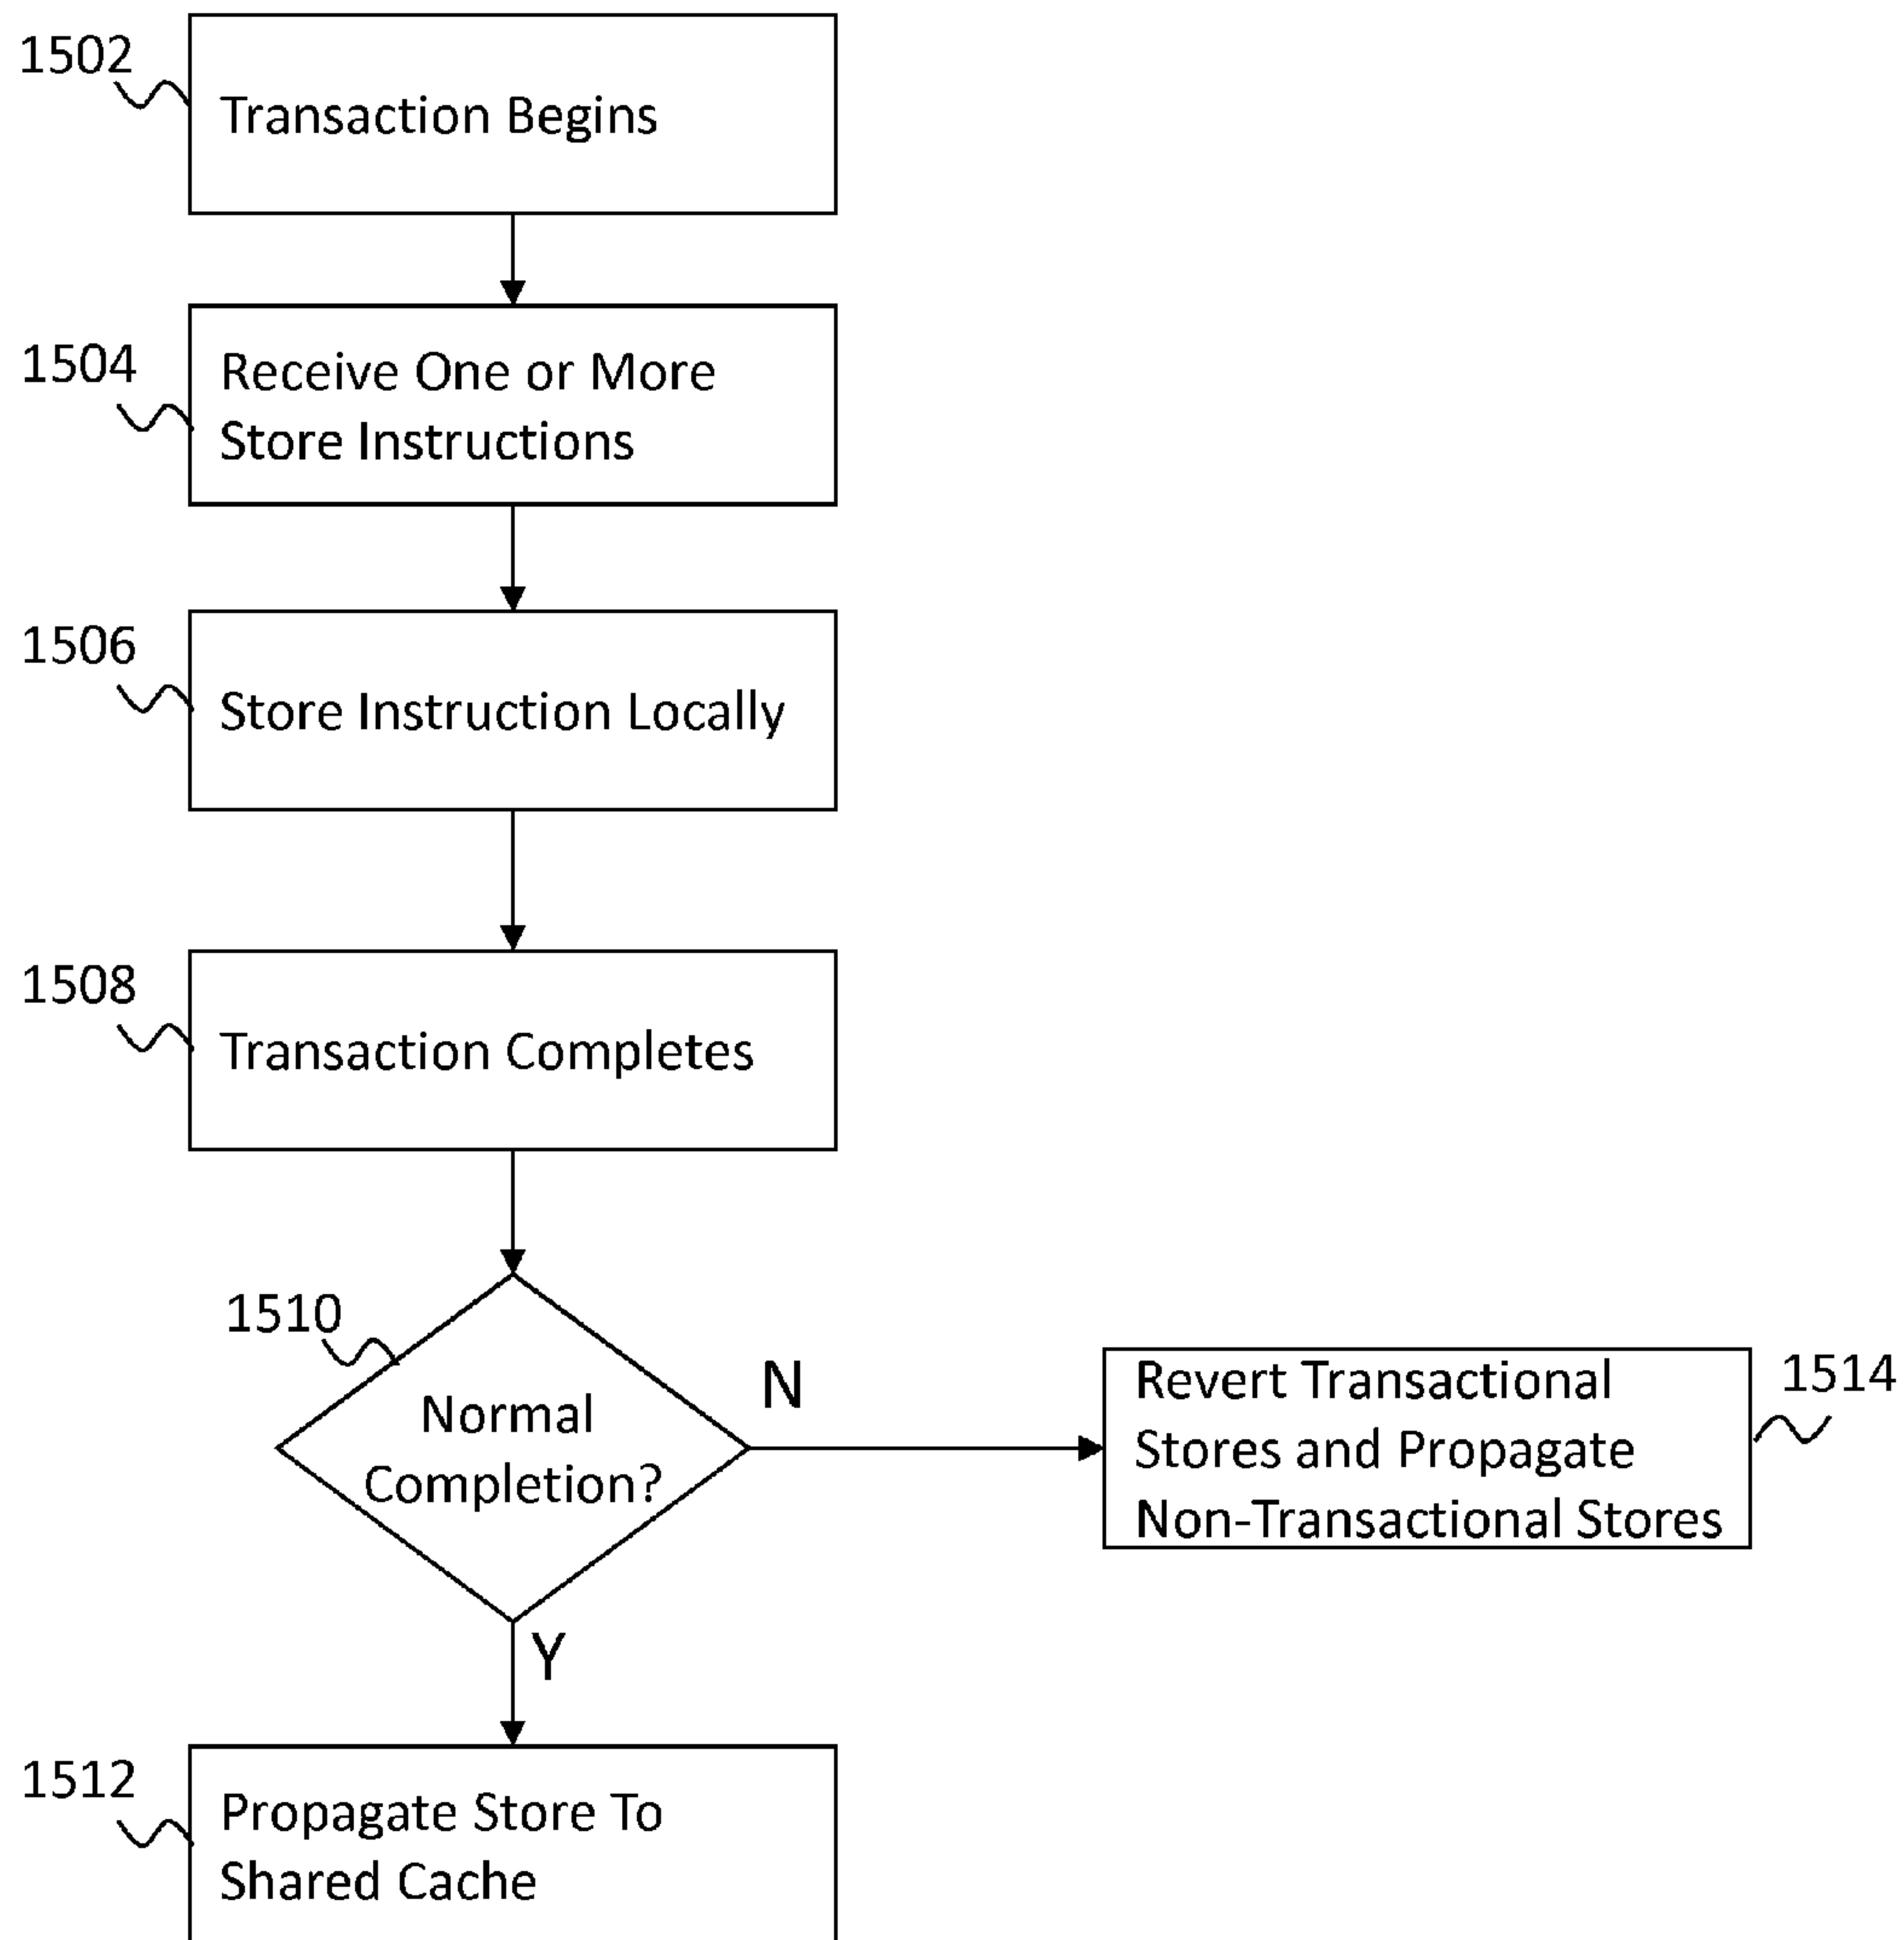 1502
Transaction Begins
1504
Receive One or More
Store Instructions
1506
Store Instruction Locally
1508
Transaction Completes
1510
Normal
Completion?
N
Revert Transactional
Stores and Propagate
Non-Transactional Stores
1514
Y
1512
Propagate Store To
Shared Cache